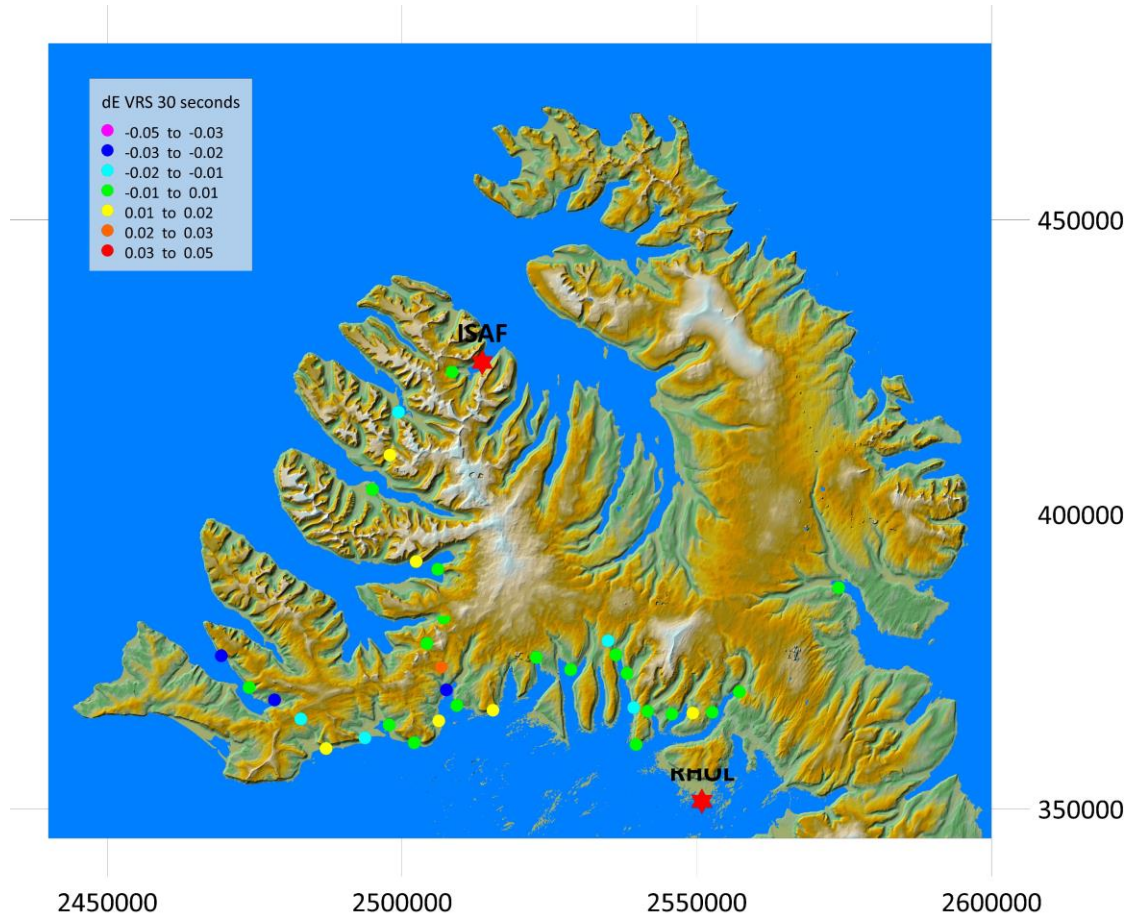 dE VRS 30 seconds
-0.05 to -0.03
-0.03 to -0.02
-0.02 to -0.01
-0.01 to 0.01
0.01 to 0.02
0.02 to 0.03
0.03 to 0.05
450000
ISAF
400000
RHOL
350000
2450000 2500000 2550000 2600000